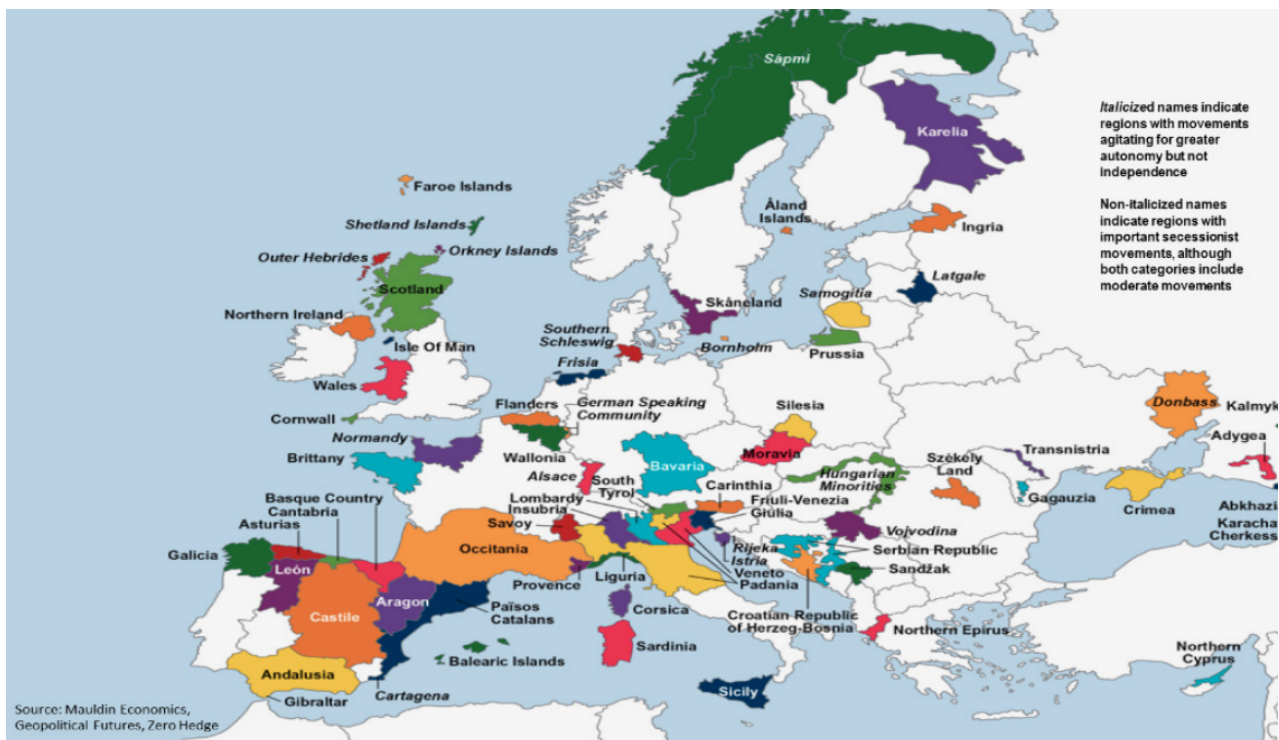 Sápmi
Italicized names indicate
regions with movements
agitating for greater
autonomy but not
Independence
Karelia
Non-italicized names
indicate regions with
important secessionist
movements, although
both categories include
moderate movements
Faroe Islands
Åland
Islands
Ingria
Shetland Islands
Orkney Islands
Outer Hebrides
Latgale
Scotland
Samogitia
Skåneland
Northern Ireland
Southern
Schleswig
Isle Of Man
Bornholm
Prussia
Frisia
Wales
German Speaking
Community
Donbass
Kalmyk
Flanders
Silesia
Cornwall
Normandy
Transnistria
Adygea
Wallonia
Moravia
Brittany
Bavaria
Székely
Land
Alsace
South
Tyrol
Hungarian
Minorities
Carinthia
Gagauzia
Crimea
Lombardy
Insubria
Friuli-Venezia
Giulia
Basque Country
Cantabria
Asturias
Savoy
Abkhazi
Karacha
Cherkess
Vojvodina
Galicia
Occitania
Rijeka
Istria
Serbian Republic
León
Veneto
Padania
Sandžak
Provence
Liguria
Aragon
Castile
Països
Catalans
Corsica
Croatian Republic
of Herzeg-Bosnia
Northern Epirus
Sardinia
Balearic Islands
Northern
Cyprus
Andalusia
Sicily
Cartagena
Gibraltar
Source: Mauldin Economics,
Geopolitical Futures, Zero Hedge